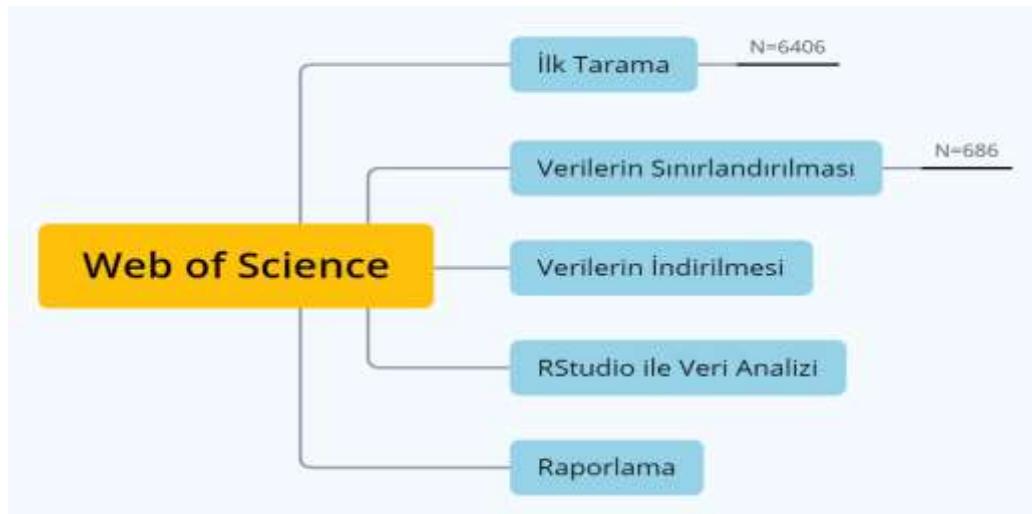 İlk Tarama
N=6406
Verilerin Sınırlandırılması
N=686
Web of Science
Verilerin İndirilmesi
RStudio ile Veri Analizi
Raporlama